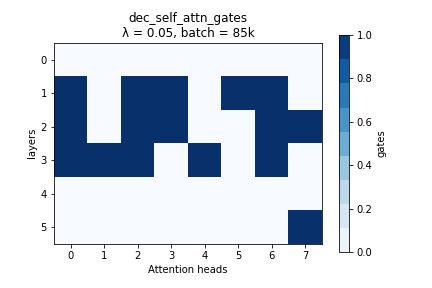 dec_self_attn_gates
λ = 0.05, batch = 85k
layers
0
1
2
3
4
5
0 1 2 3 4 5 6 7
Attention heads
1.0
0.8
0.6
0.4
0.2
0.0
gates